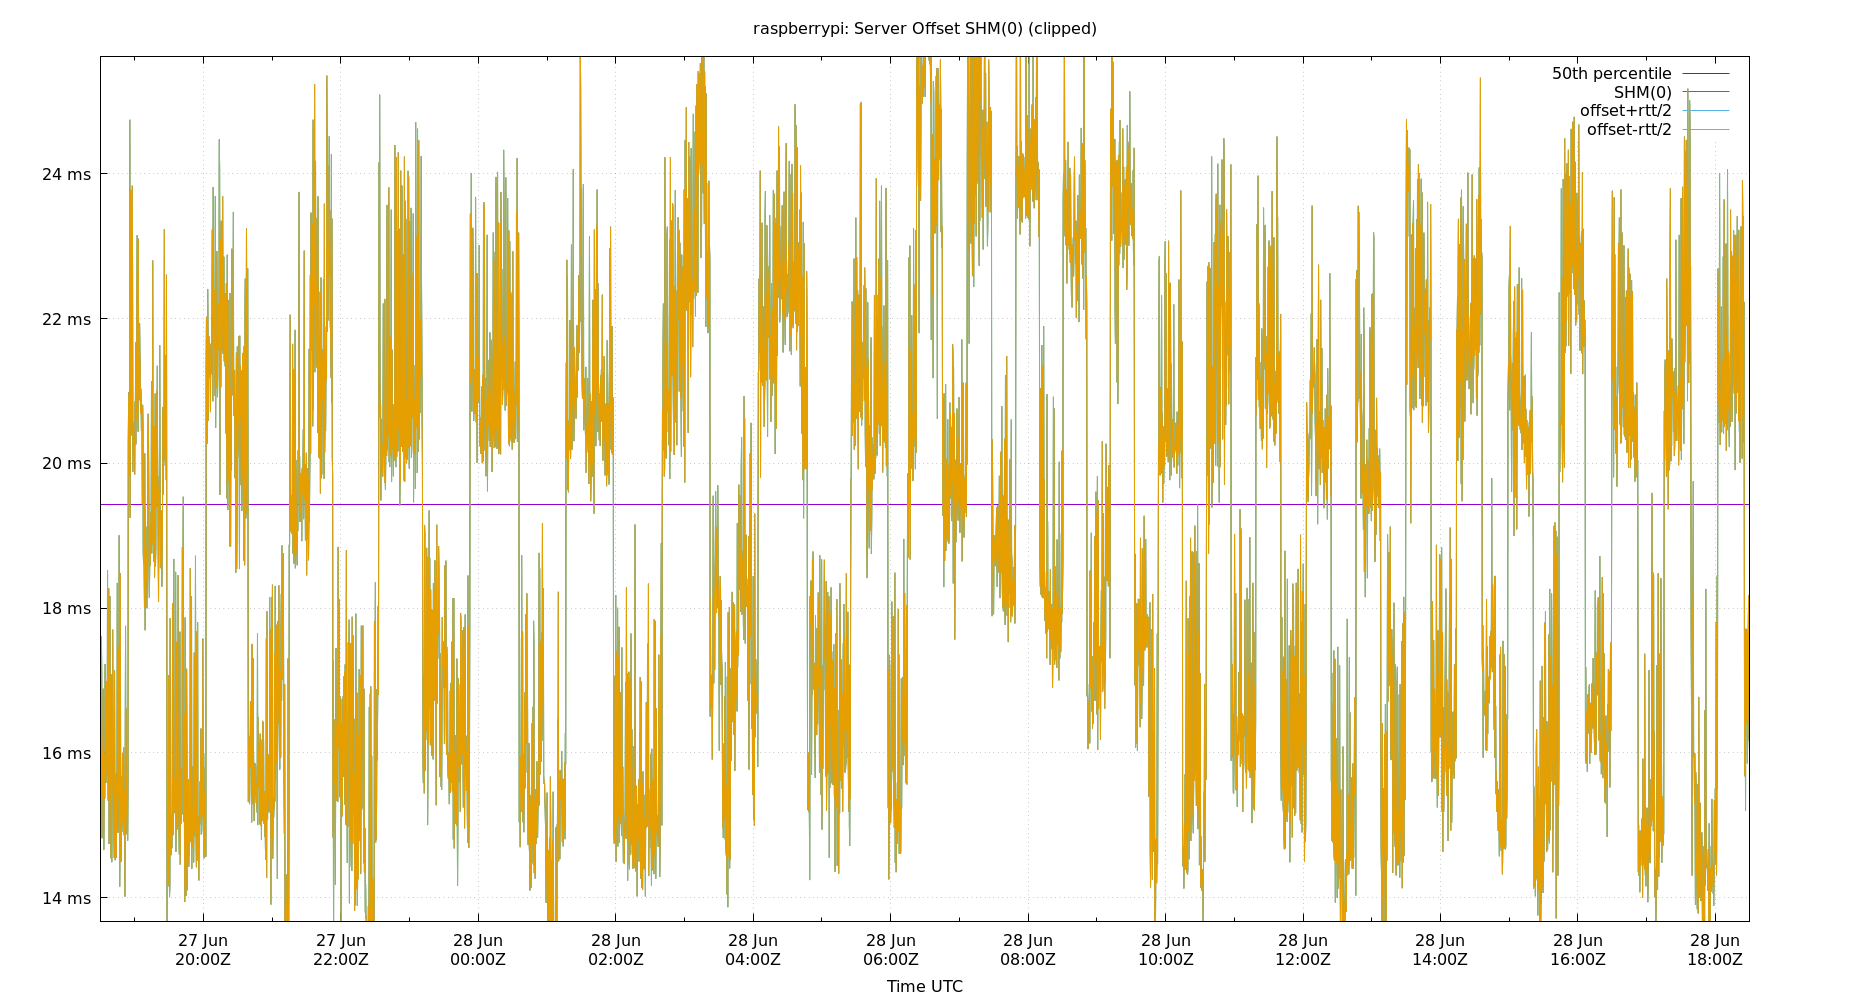 raspberrypi: Server Offset SHM(0) (clipped)
50th percentile
SHM(0)
offset+rtt/2
offset-rtt/2
24 ms
22 ms
20 ms
18 ms
16 ms
14 ms
27 Jun 27 Jun 28 Jun 28 Jun 28 Jun 28 Jun 28 Jun 28 Jun 28 Jun 28 Jun 28 Jun 28 Jun
20:00Z 22:00Z 00:00Z 02:00Z 04:00Z 06:00Z 08:00Z 10:00Z 12:00Z 14:00Z 16:00Z 18:00Z
Time UTC